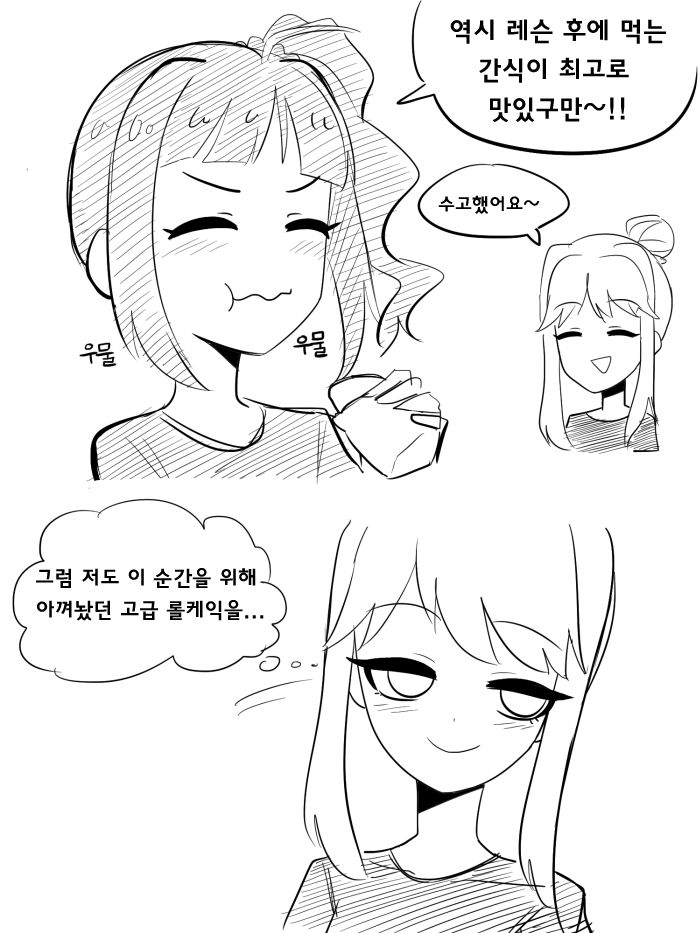 역시 레슨 후에 먹는
간식이 최고로
맛있구만~!!
수고했어요~
우물
우물
그럼 저도 이 순간을 위해
아껴놨던 고급 롤케익을...